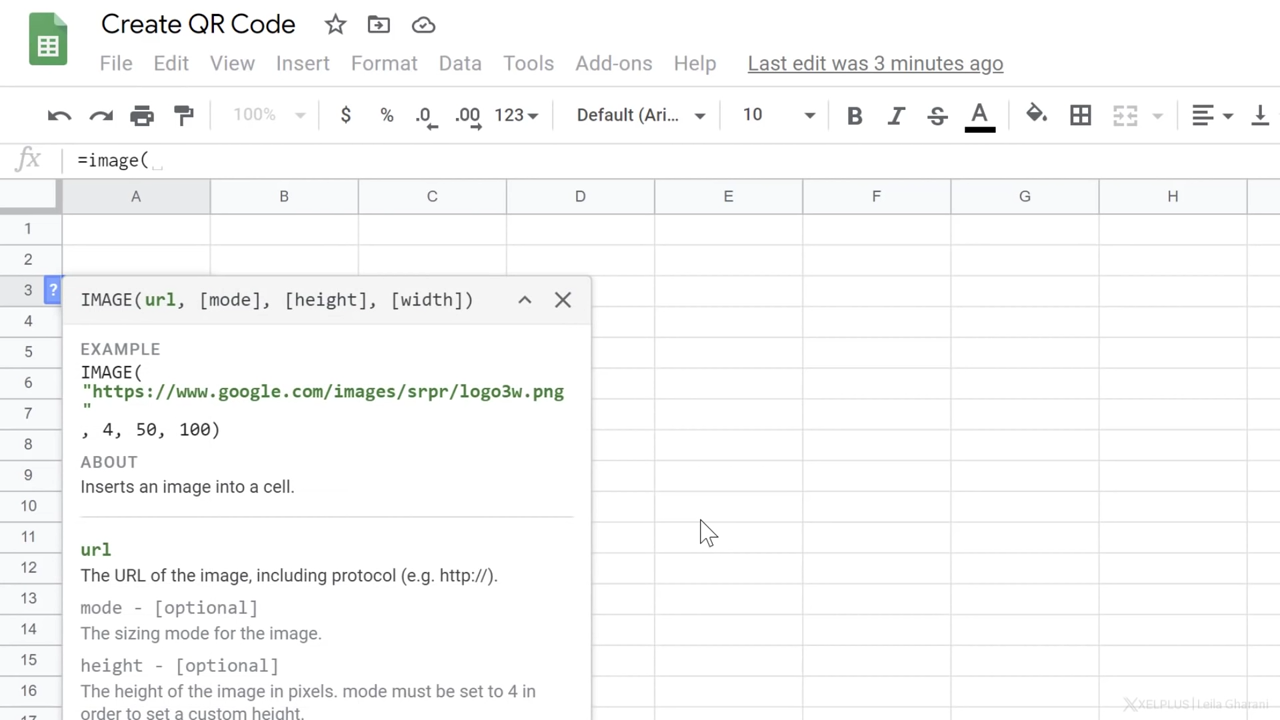 Create QR Code
File Edit View Insert Format Data Tools Add-ons Help Last edit was 3 minutes ago
100% $ % .0 .00 123 Default (Ari... 10 B I S A
fx =image(
A B C D E F G H
1
2
3 ? IMAGE(url, [mode], [height], [width])
4
5 EXAMPLE
IMAGE(
6 "https://www.google.com/images/srpr/logo3w.png
7 "
8 , 4, 50, 100)
9 ABOUT
10 Inserts an image into a cell.
11 url
12 The URL of the image, including protocol (e.g. http://).
13 mode - [optional]
14 The sizing mode for the image.
15 height - [optional]
16 The height of the image in pixels. mode must be set to 4 in
17 order to set a custom height.
XELPLUS | Leila Gharani